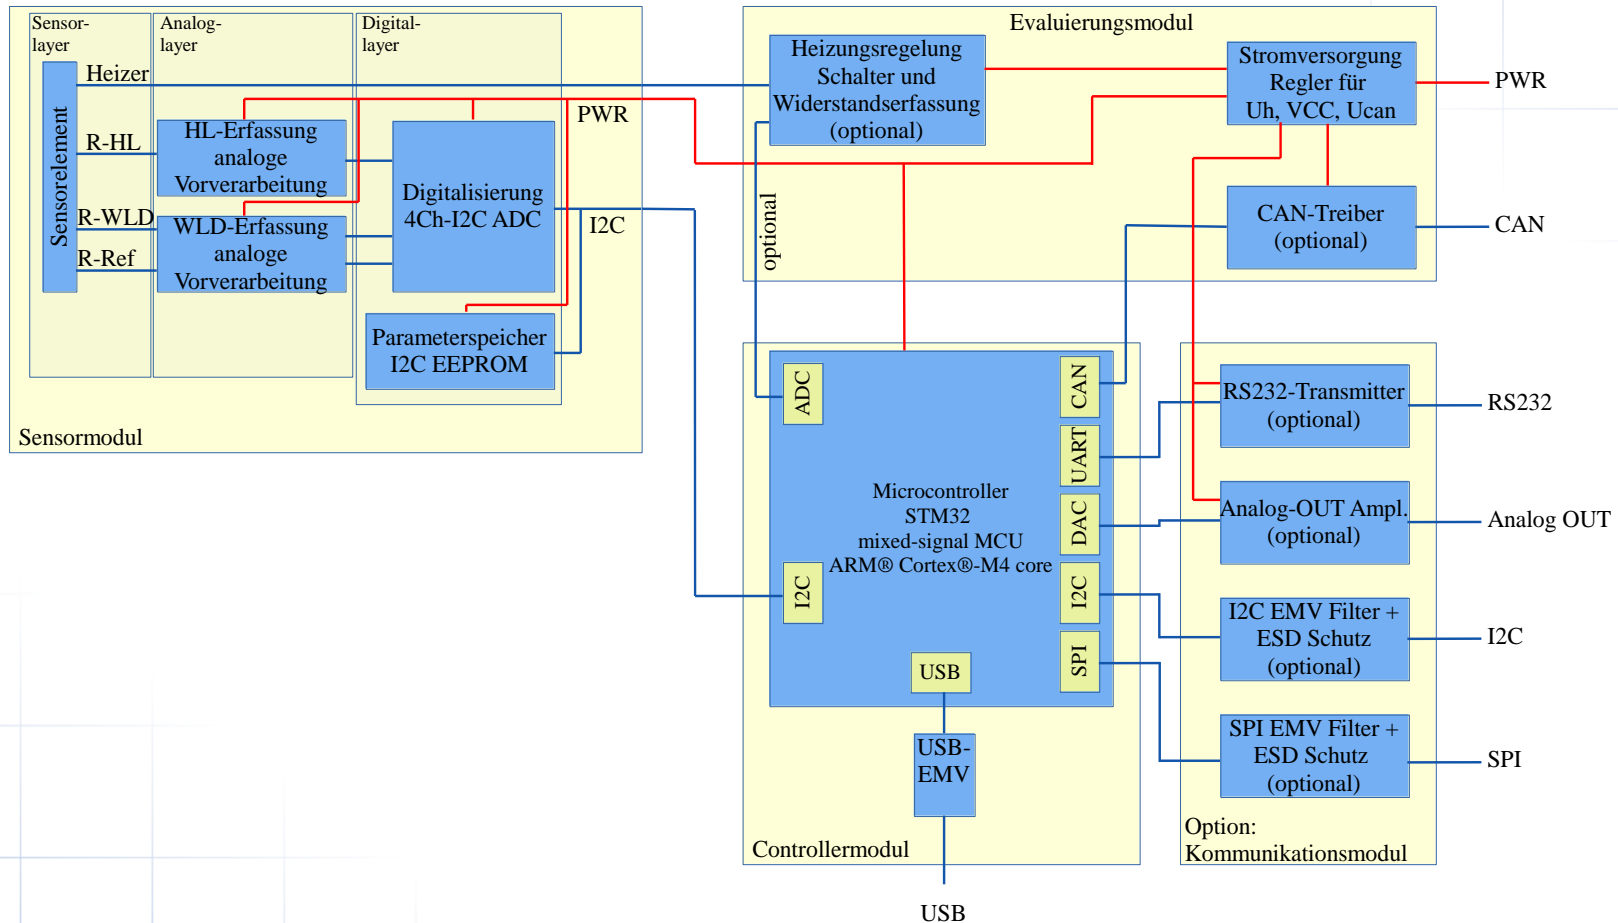 Sensor-
layer
Analog-
layer
Digital-
layer
Sensorelement
Heizer
R-HL
R-WLD
R-Ref
HL-Erfassung
analoge
Vorverarbeitung
WLD-Erfassung
analoge
Vorverarbeitung
Digitalisierung
4Ch-I2C ADC
Parameterspeicher
I2C EEPROM
PWR
I2C
Sensormodul
Evaluierungsmodul
Heizungsregelung
Schalter und
Widerstandserfassung
(optional)
Stromversorgung
Regler für
Uh, VCC, Ucan
PWR
optional
CAN-Treiber
(optional)
CAN
ADC
CAN
UART
DAC
I2C
I2C
SPI
USB
Microcontroller
STM32
mixed-signal MCU
ARM® Cortex®-M4 core
USB-
EMV
Controllermodul
USB
RS232-Transmitter
(optional)
RS232
Analog-OUT Ampl.
(optional)
Analog OUT
I2C EMV Filter +
ESD Schutz
(optional)
I2C
SPI EMV Filter +
ESD Schutz
(optional)
SPI
Option:
Kommunikationsmodul